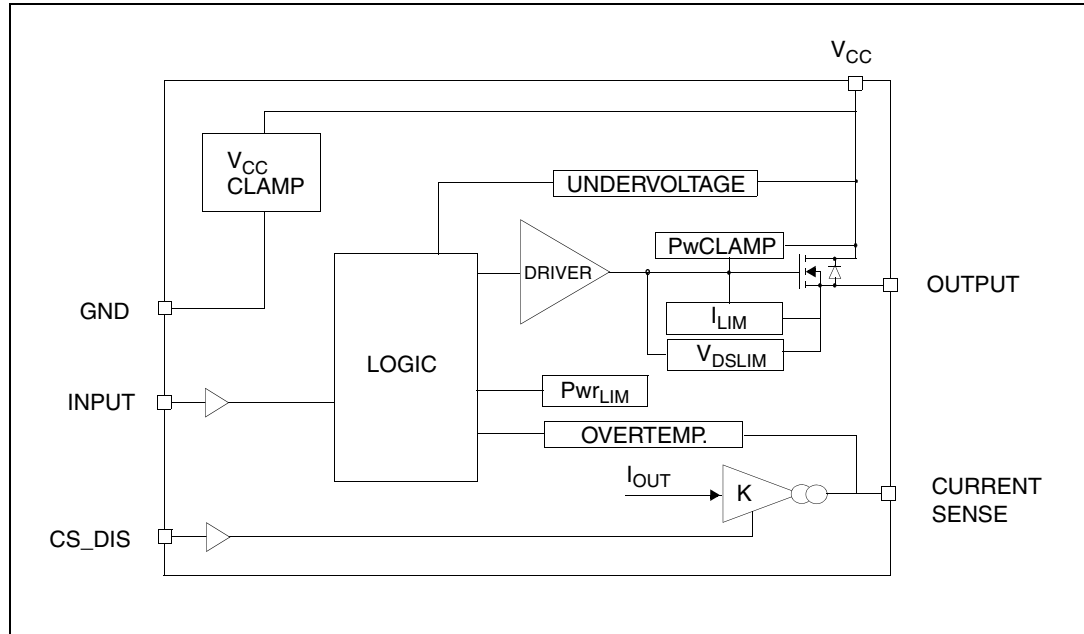 VCC
VCC
CLAMP
UNDERVOLTAGE
PwCLAMP
DRIVER
OUTPUT
GND
ILIM
VDSLIM
LOGIC
INPUT
PwrLIM
OVERTEMP.
IOUT
K
CURRENT
SENSE
CS_DIS